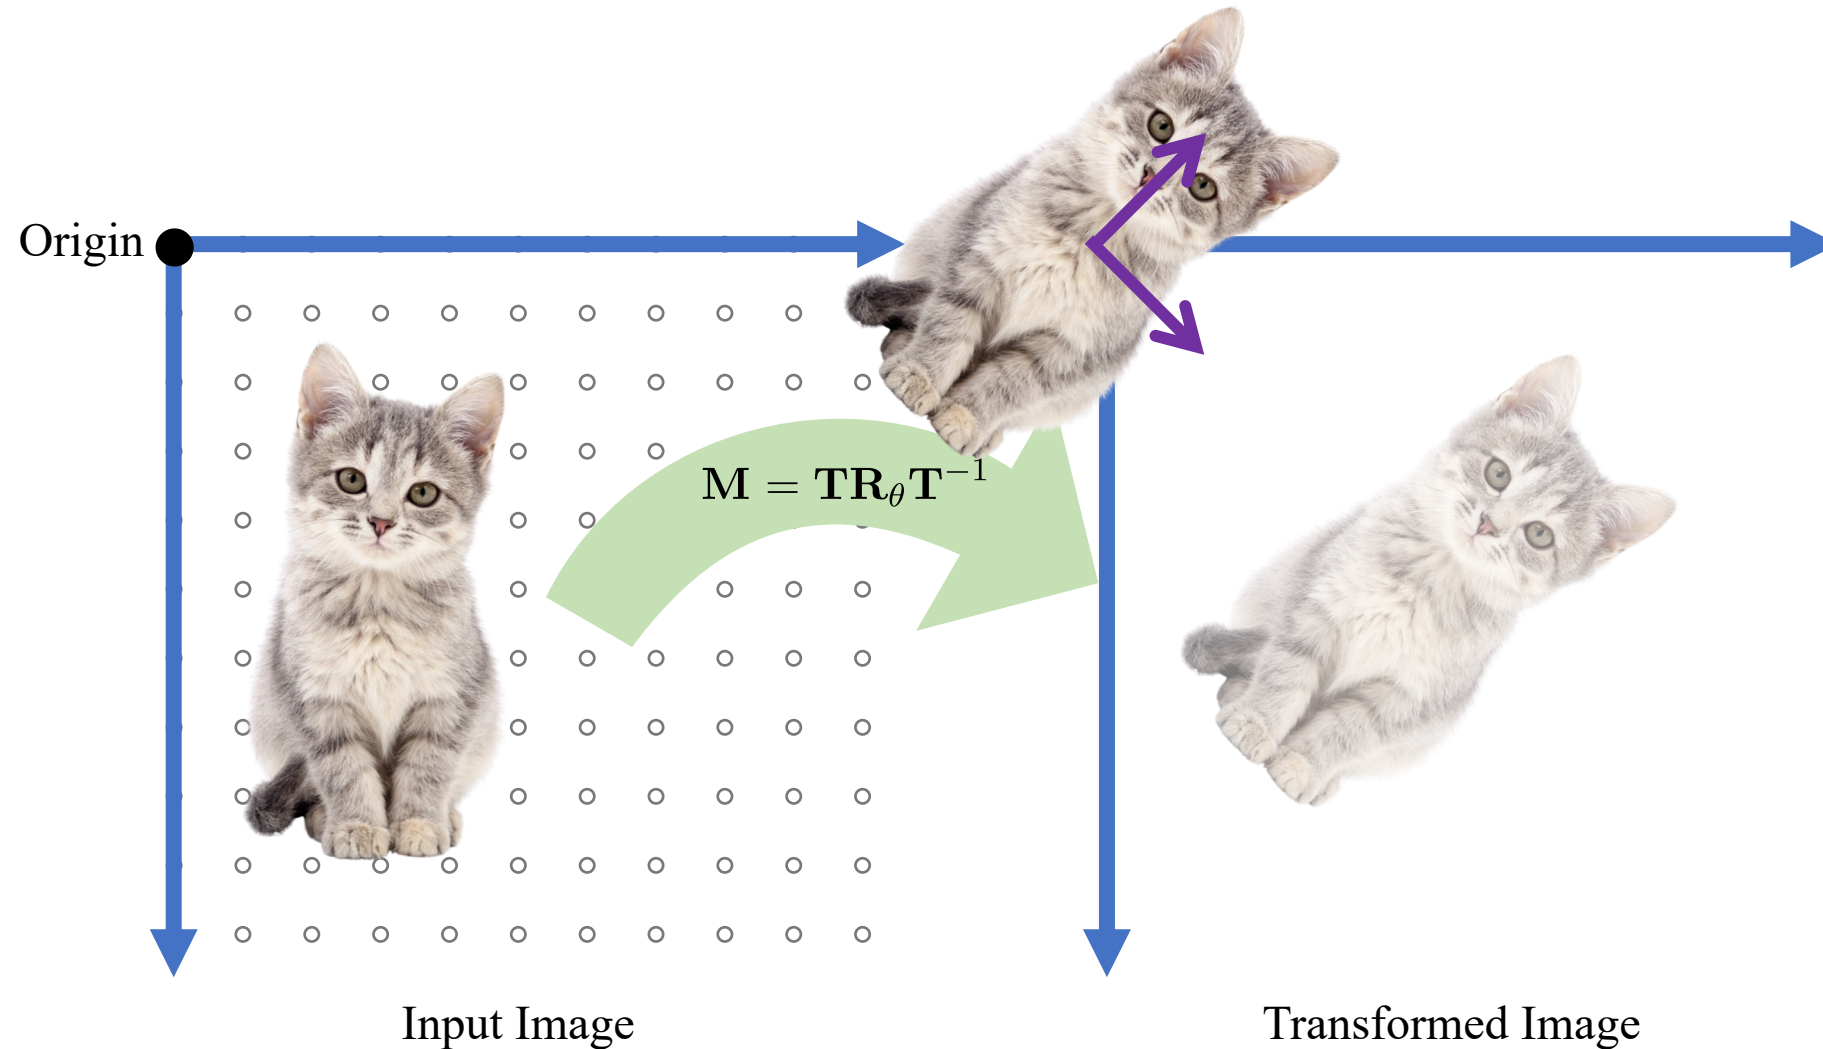 Origin
M = TR_θT^{−1}
Input Image
Transformed Image